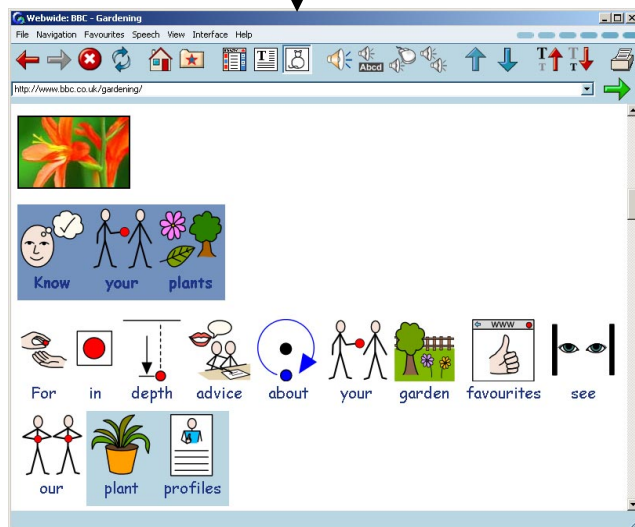 Webwide: BBC - Gardening
File Navigation Favourites Speech View Interface Help
Abcd
T T T T
http://www.bbc.co.uk/gardening/
Know your plants
WWW
For in depth advice about your garden favourites see
our plant profiles